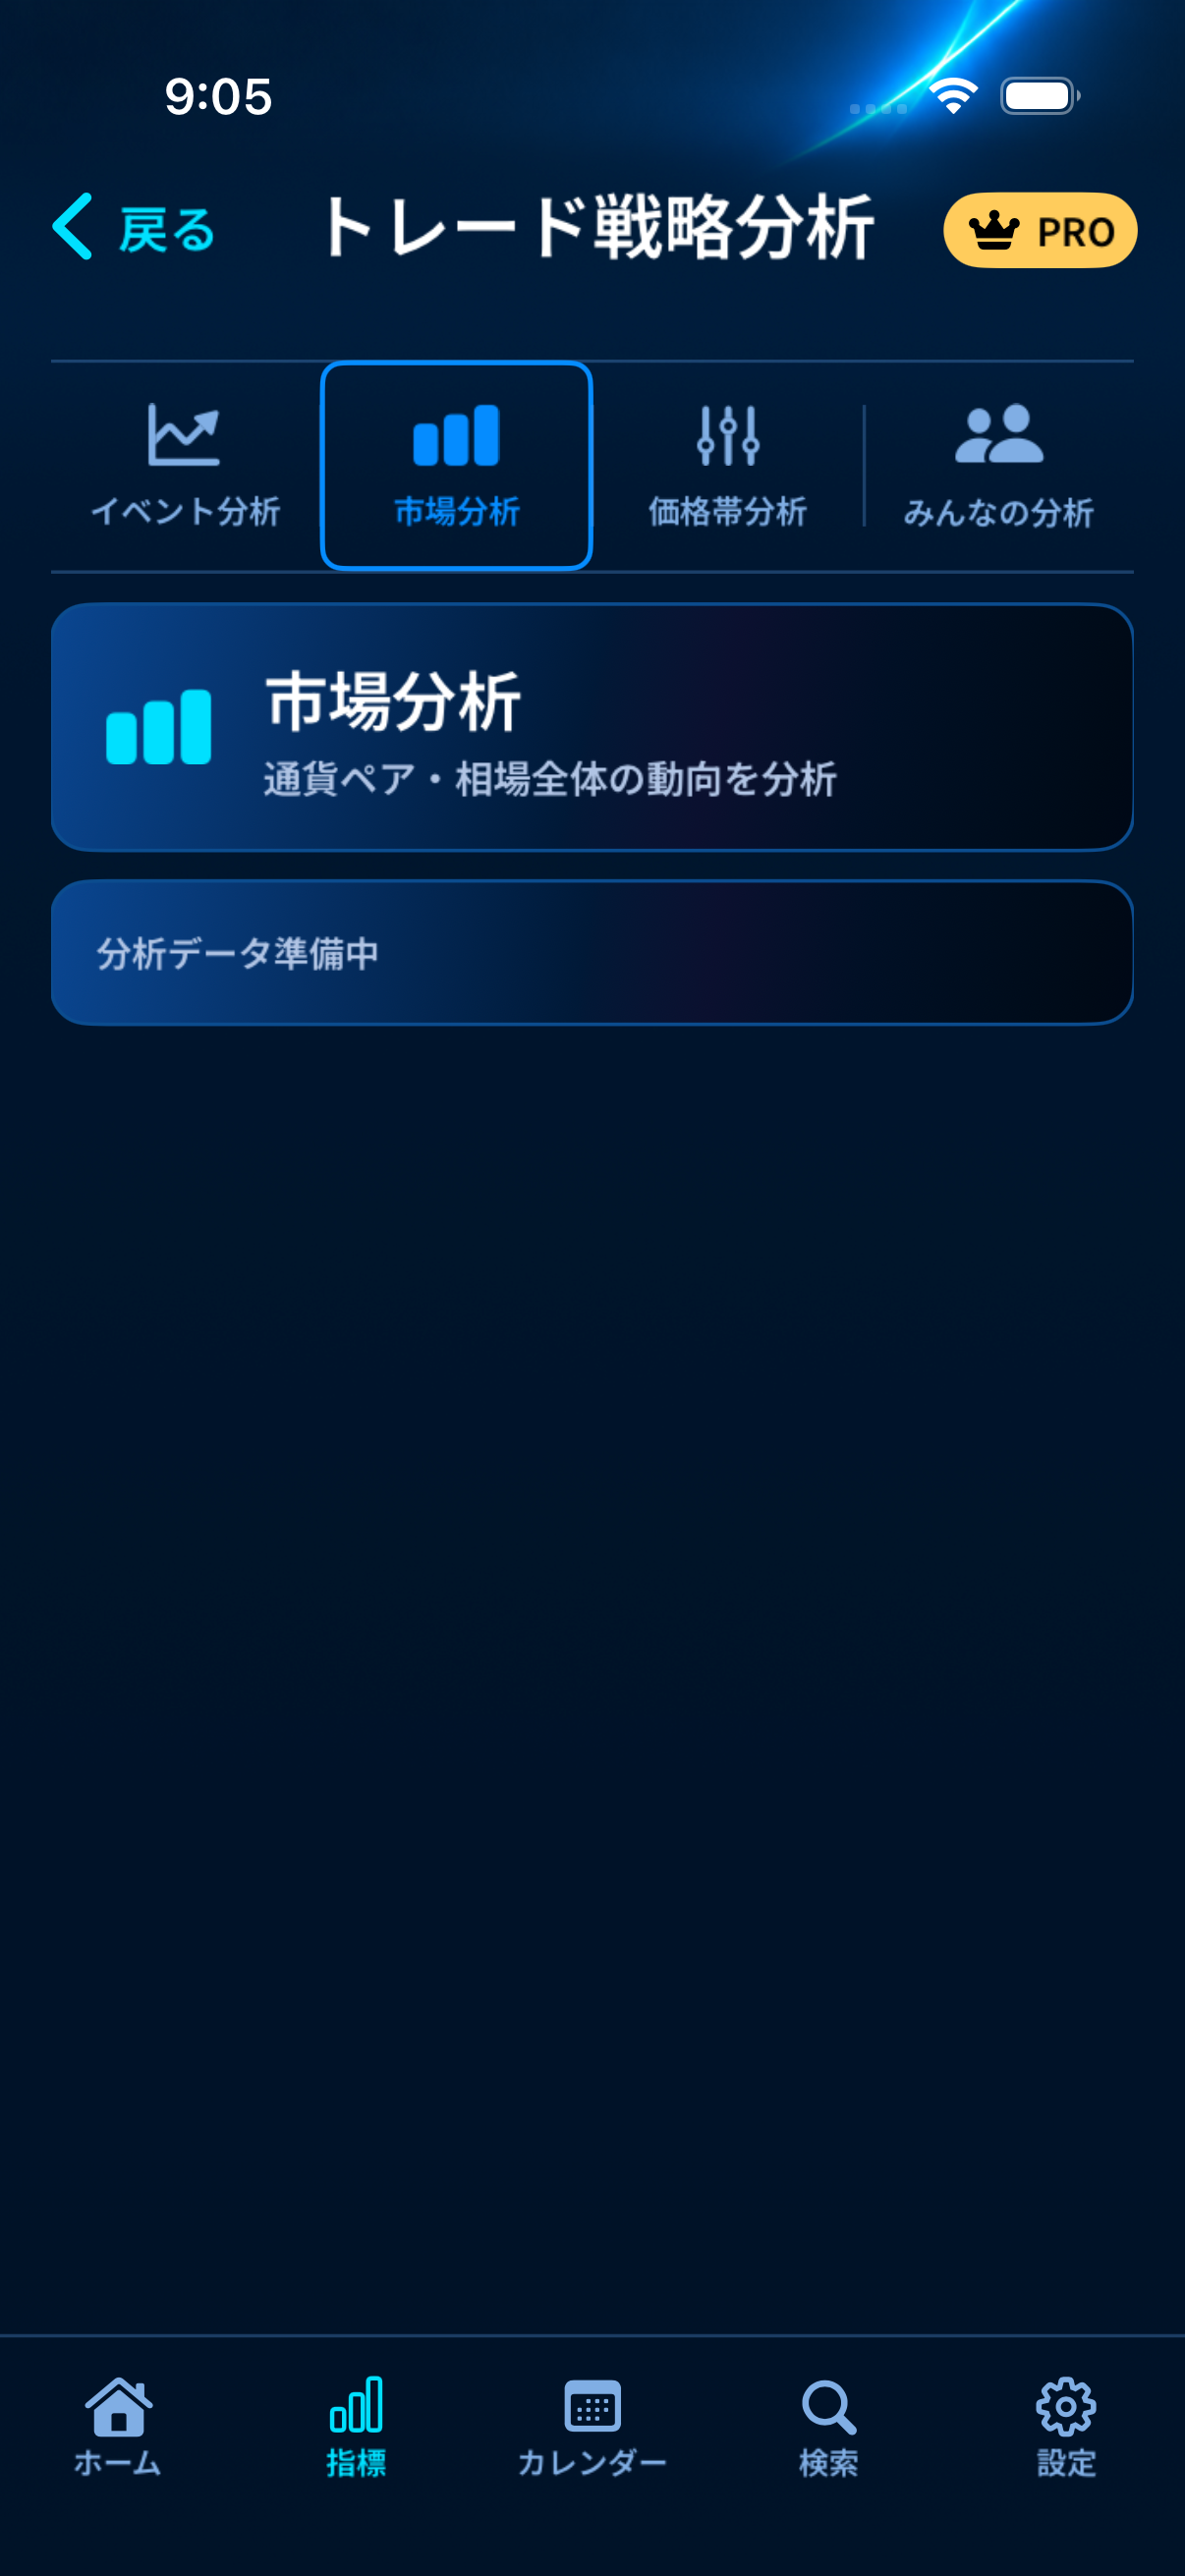 9:05
戻る
トレード戦略分析
PRO
イベント分析
市場分析
価格帯分析
みんなの分析
市場分析
通貨ペア・相場全体の動向を分析
分析データ準備中
ホーム
指標
カレンダー
検索
設定